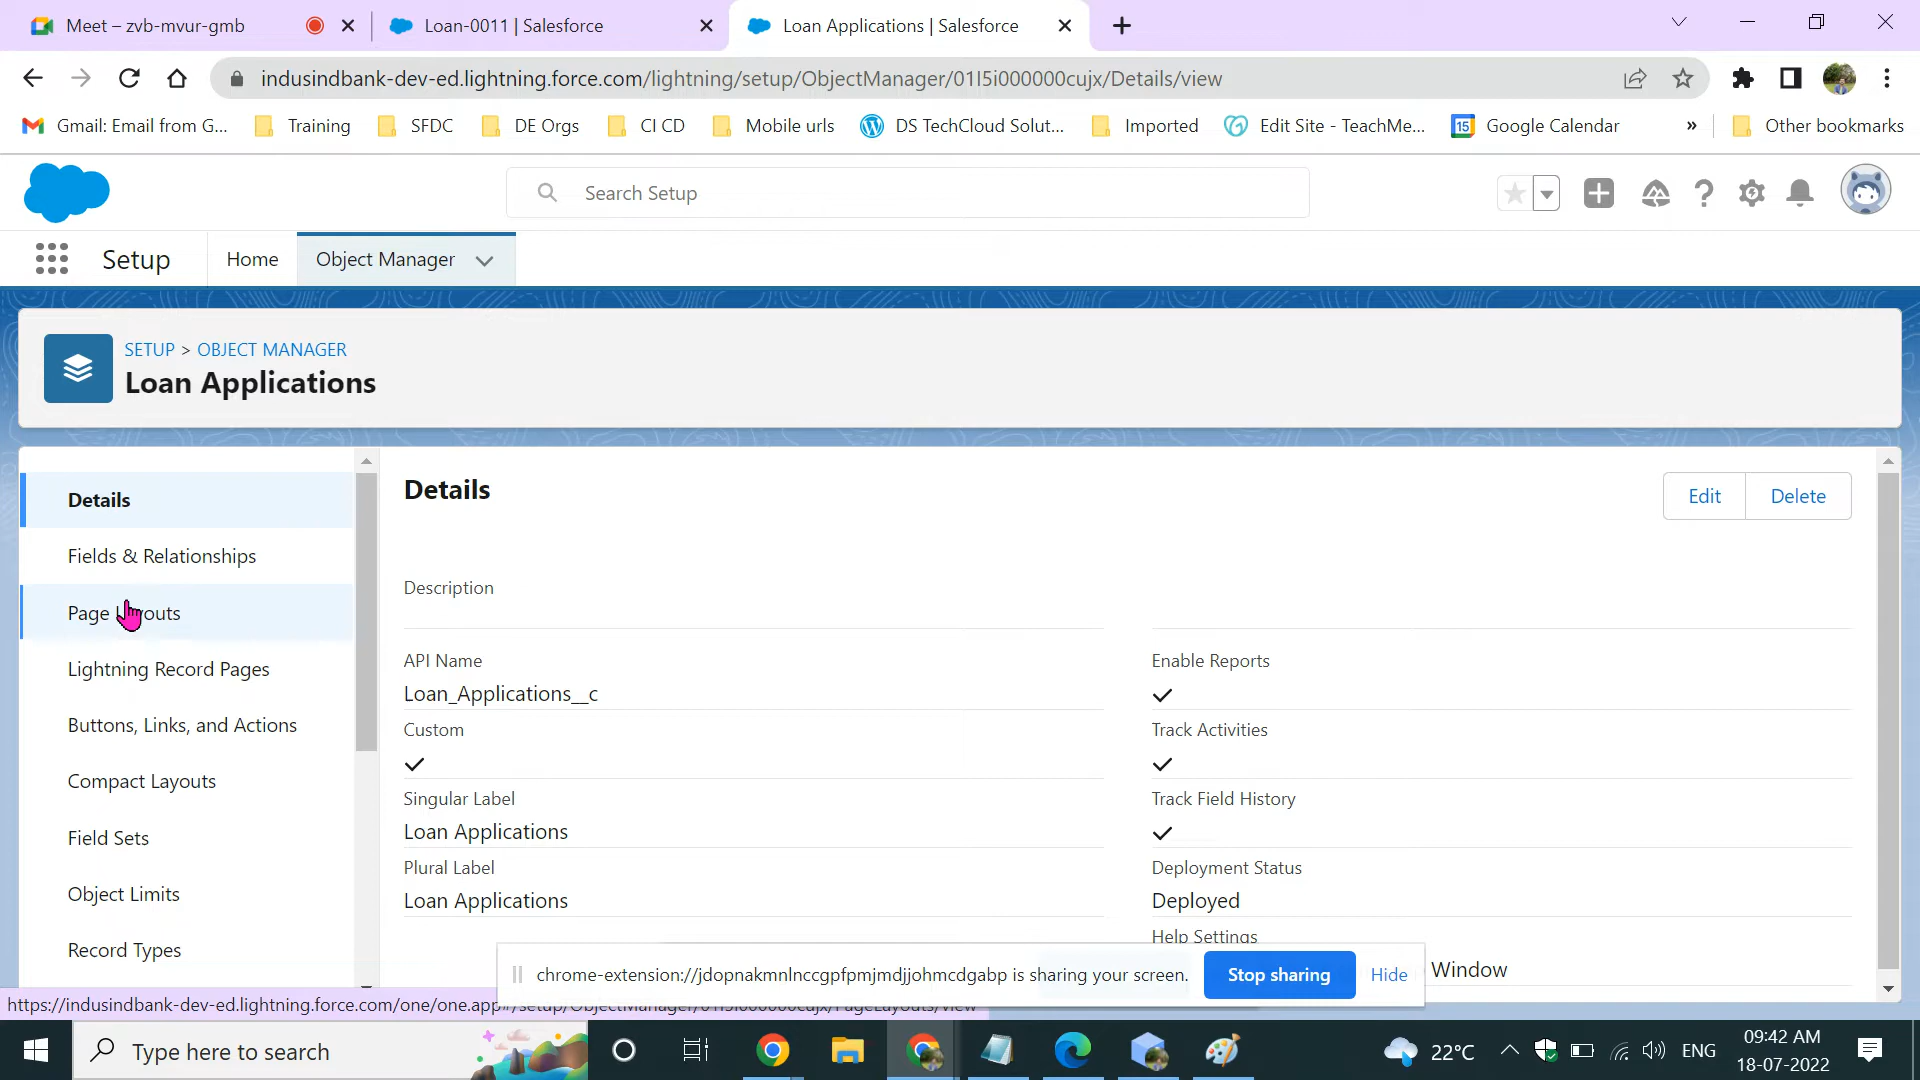 Meet – zvb-mvur-gmb
Loan-0011 | Salesforce
Loan Applications | Salesforce
indusindbank-dev-ed.lightning.force.com/lightning/setup/ObjectManager/01I5i000000cujx/Details/view
Gmail: Email from G...
Training
SFDC
DE Orgs
CI CD
Mobile urls
DS TechCloud Solut...
Imported
Edit Site - TeachMe...
15
Google Calendar
»
Other bookmarks
Search Setup
Setup
Home
Object Manager
SETUP > OBJECT MANAGER
Loan Applications
Details
Fields & Relationships
Page Layouts
Lightning Record Pages
Buttons, Links, and Actions
Compact Layouts
Field Sets
Object Limits
Record Types
Details
Edit
Delete
Description
API Name
Loan_Applications__c
Custom
Singular Label
Loan Applications
Plural Label
Loan Applications
Enable Reports
Track Activities
Track Field History
Deployment Status
Deployed
Help Settings
Window
chrome-extension://jdopnakmnlnccgpfpmjmdjjohmcdgabp is sharing your screen.
Stop sharing
Hide
https://indusindbank-dev-ed.lightning.force.com/one/one.app#/setup/ObjectManager/01I5i000000cujx/PageLayouts/view
Type here to search
22°C
ENG
09:42 AM
18-07-2022